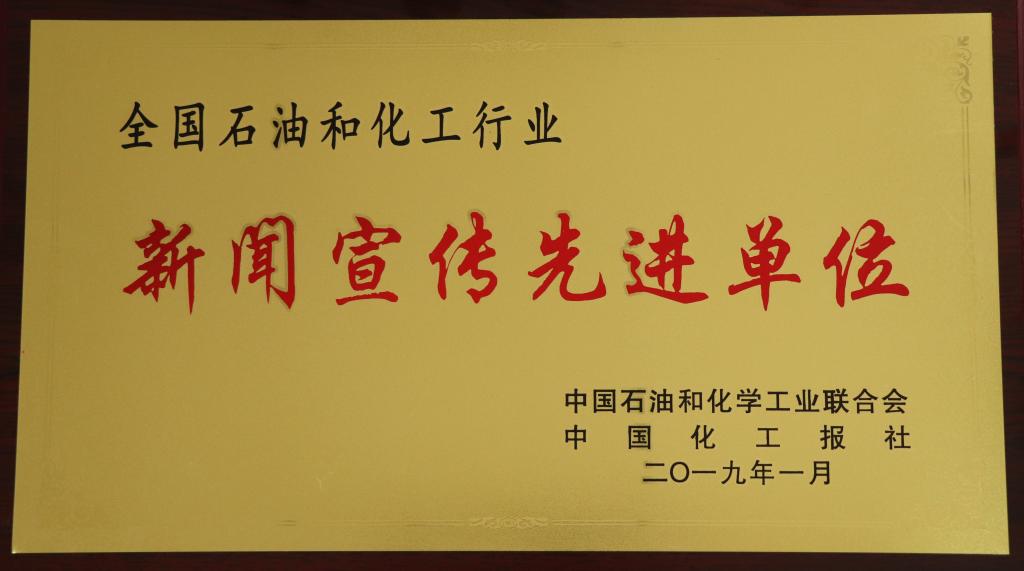 全国石油和化工行业
新闻宣传先进单位
中国石油和化学工业联合会
中国化工报社
二〇一九年一月